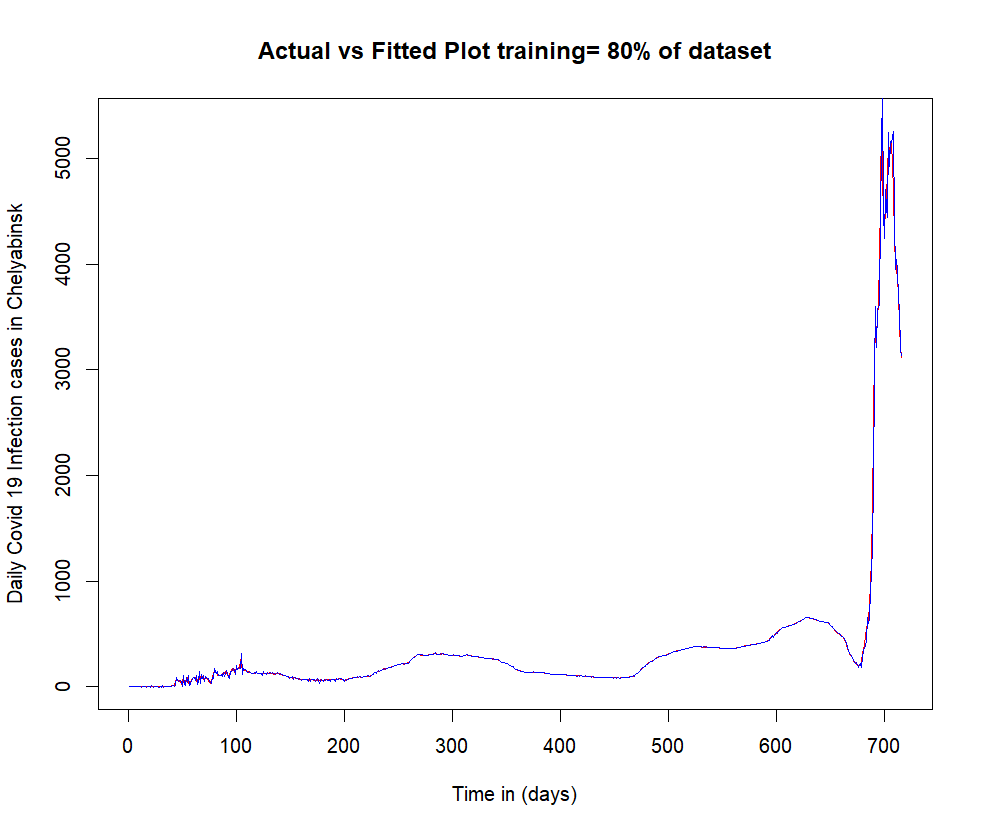 Actual vs Fitted Plot training= 80% of dataset
Daily Covid 19 Infection cases in Chelyabinsk
5000
4000
3000
2000
1000
0
0 100 200 300 400 500 600 700
Time in (days)